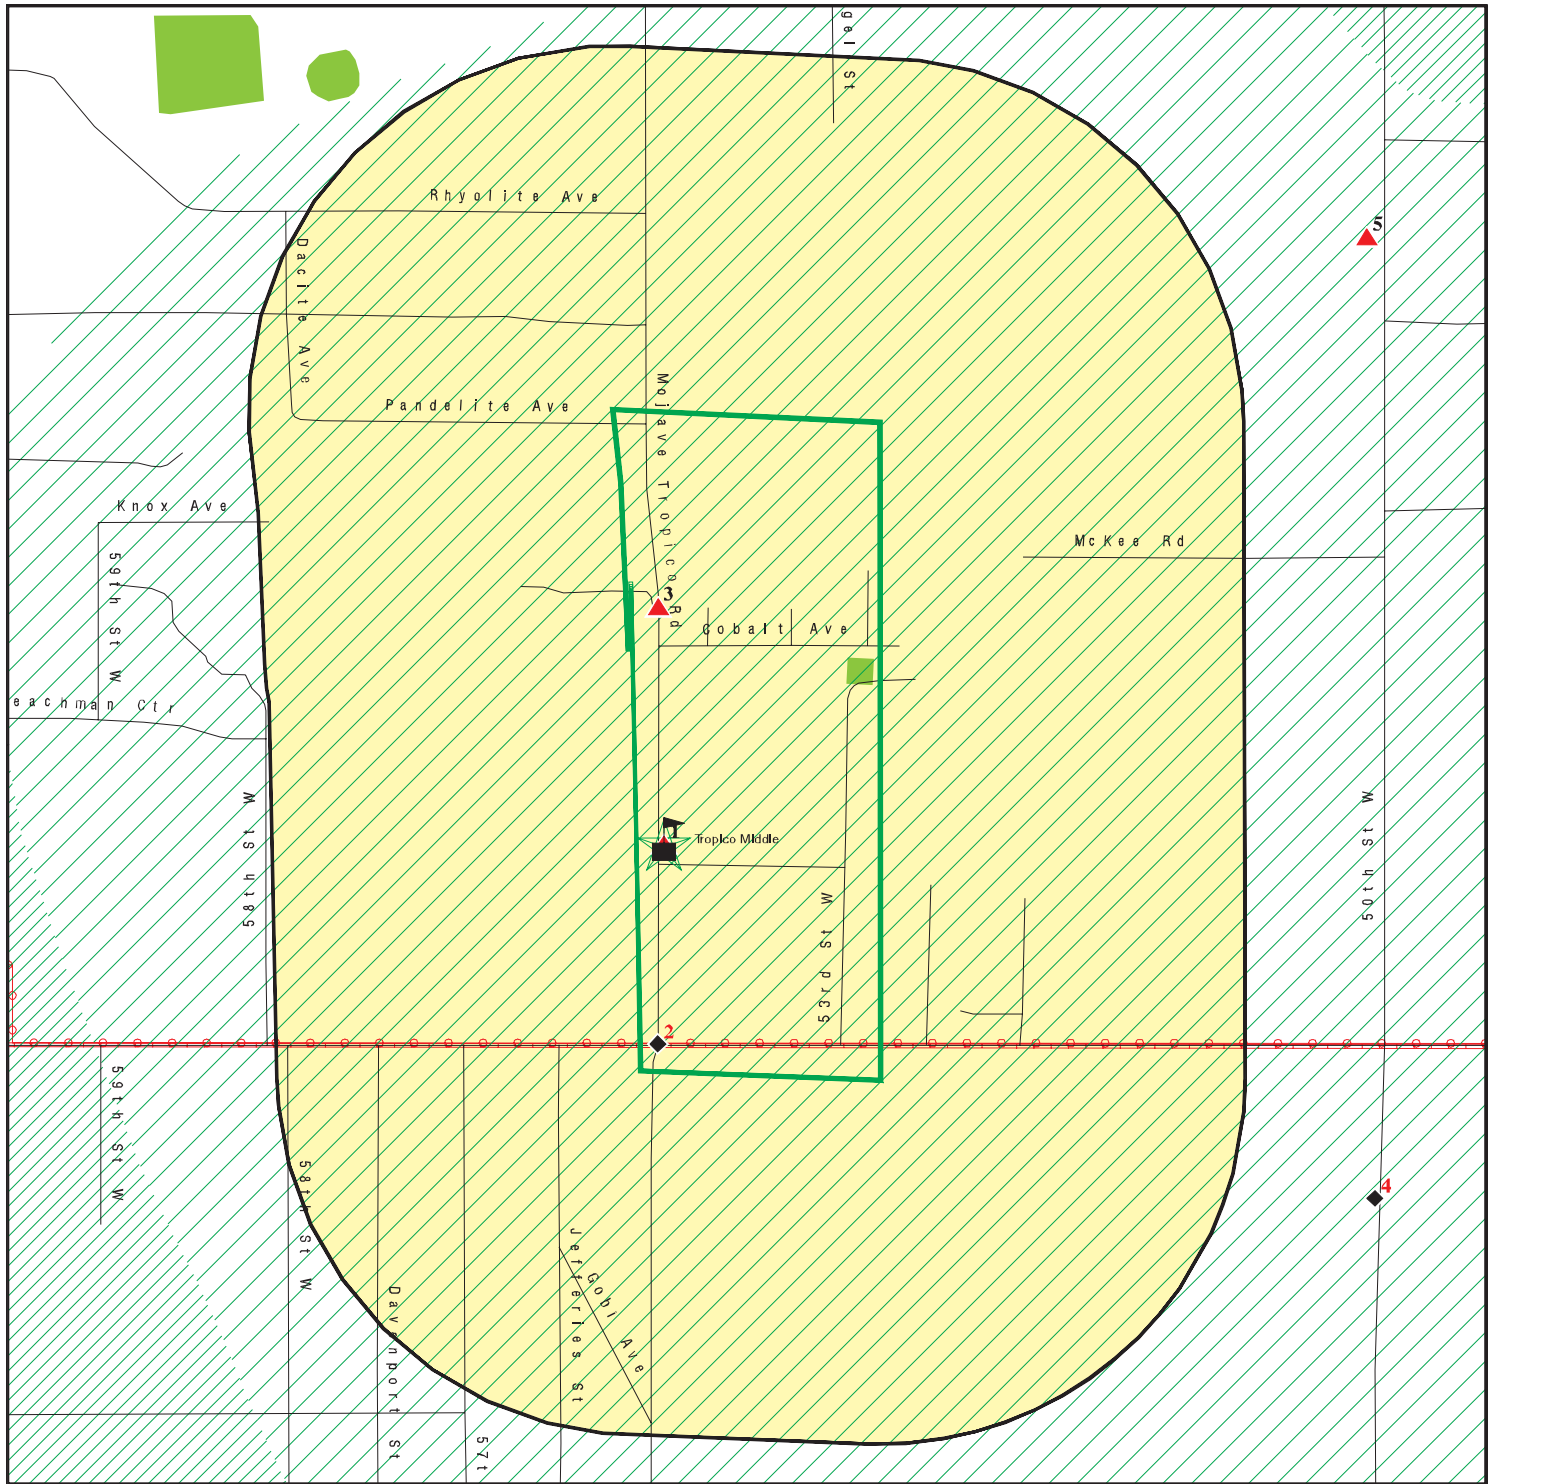 gel St
Rhyolite Ave
5
Dacite Ave
Mojave Tropico Rd
Pandelite Ave
Knox Ave
McKee Rd
59th St W
3
Cobalt Ave
eachman Ctr
58th St W
50th St W
1
Tropico Middle
53rd St W
2
59th St W
58th St W
4
Jefferies St
Gobi Ave
Davenport St
57t